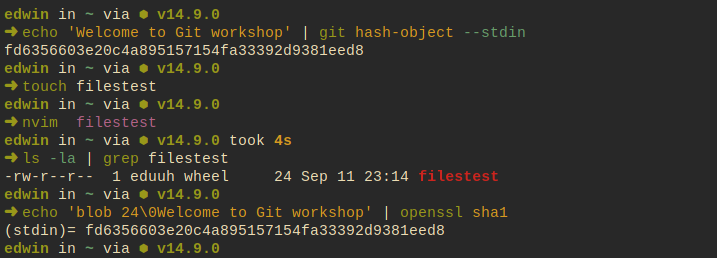 edwin in ~ via ⬢ v14.9.0
➜ echo 'Welcome to Git workshop' | git hash-object --stdin
fd6356603e20c4a895157154fa33392d9381eed8
edwin in ~ via ⬢ v14.9.0
➜ touch filestest
edwin in ~ via ⬢ v14.9.0
➜ nvim  filestest
edwin in ~ via ⬢ v14.9.0 took 4s
➜ ls -la | grep filestest
-rw-r--r--  1 eduuh wheel     24 Sep 11 23:14 filestest
edwin in ~ via ⬢ v14.9.0
➜ echo 'blob 24\0Welcome to Git workshop' | openssl sha1
(stdin)= fd6356603e20c4a895157154fa33392d9381eed8
edwin in ~ via ⬢ v14.9.0